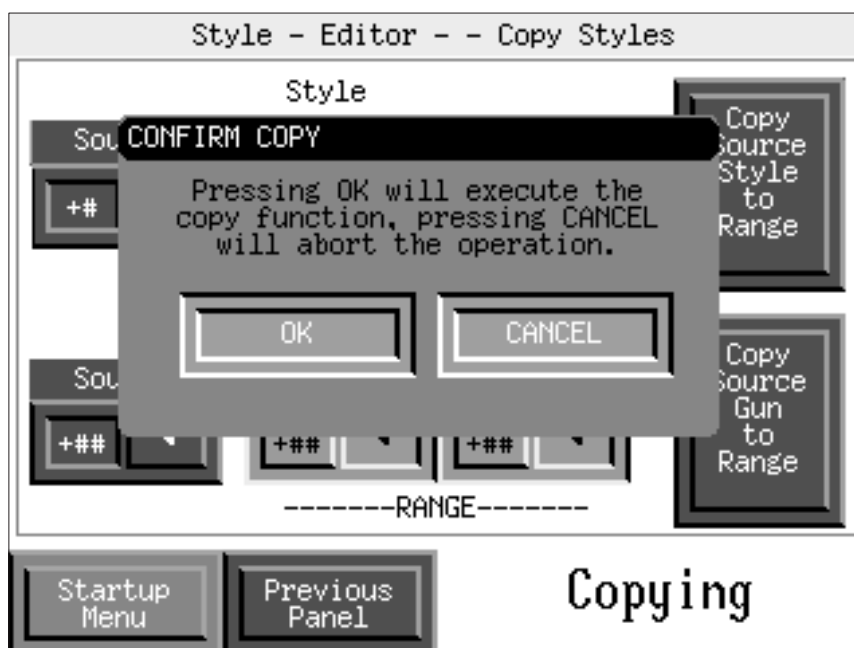 Style - Editor - - Copy Styles
Style
Sou
+#
CONFIRM COPY
Pressing OK will execute the
copy function, pressing CANCEL
will abort the operation.
OK
CANCEL
Copy
Source
Style
to
Range
Sou
+##
+##
+##
-------RANGE-------
Copy
Source
Gun
to
Range
Startup
Menu
Previous
Panel
Copying